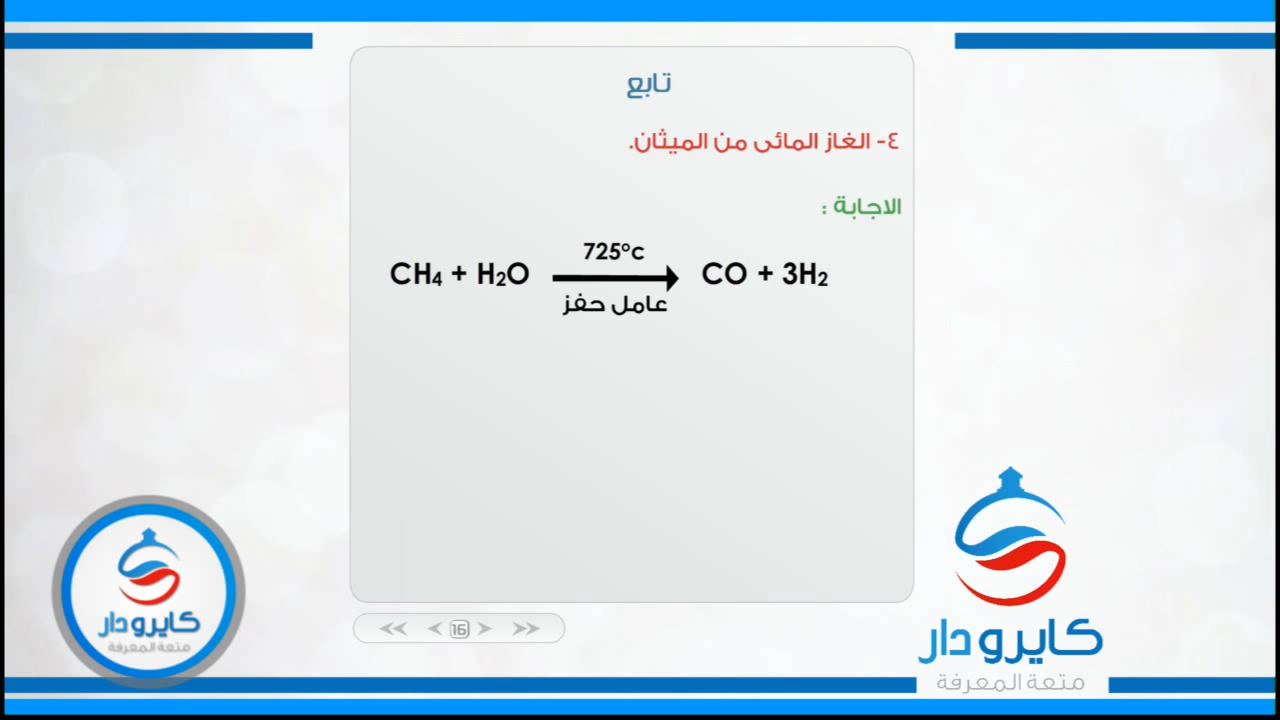 تابع
٤- الغاز المائى من الميثان.
الاجابة :
725°c
CH₄ + H₂O → CO + 3H₂
عامل حفز
16
كايرو دار
متعة المعرفة
كايرو دار
متعة المعرفة